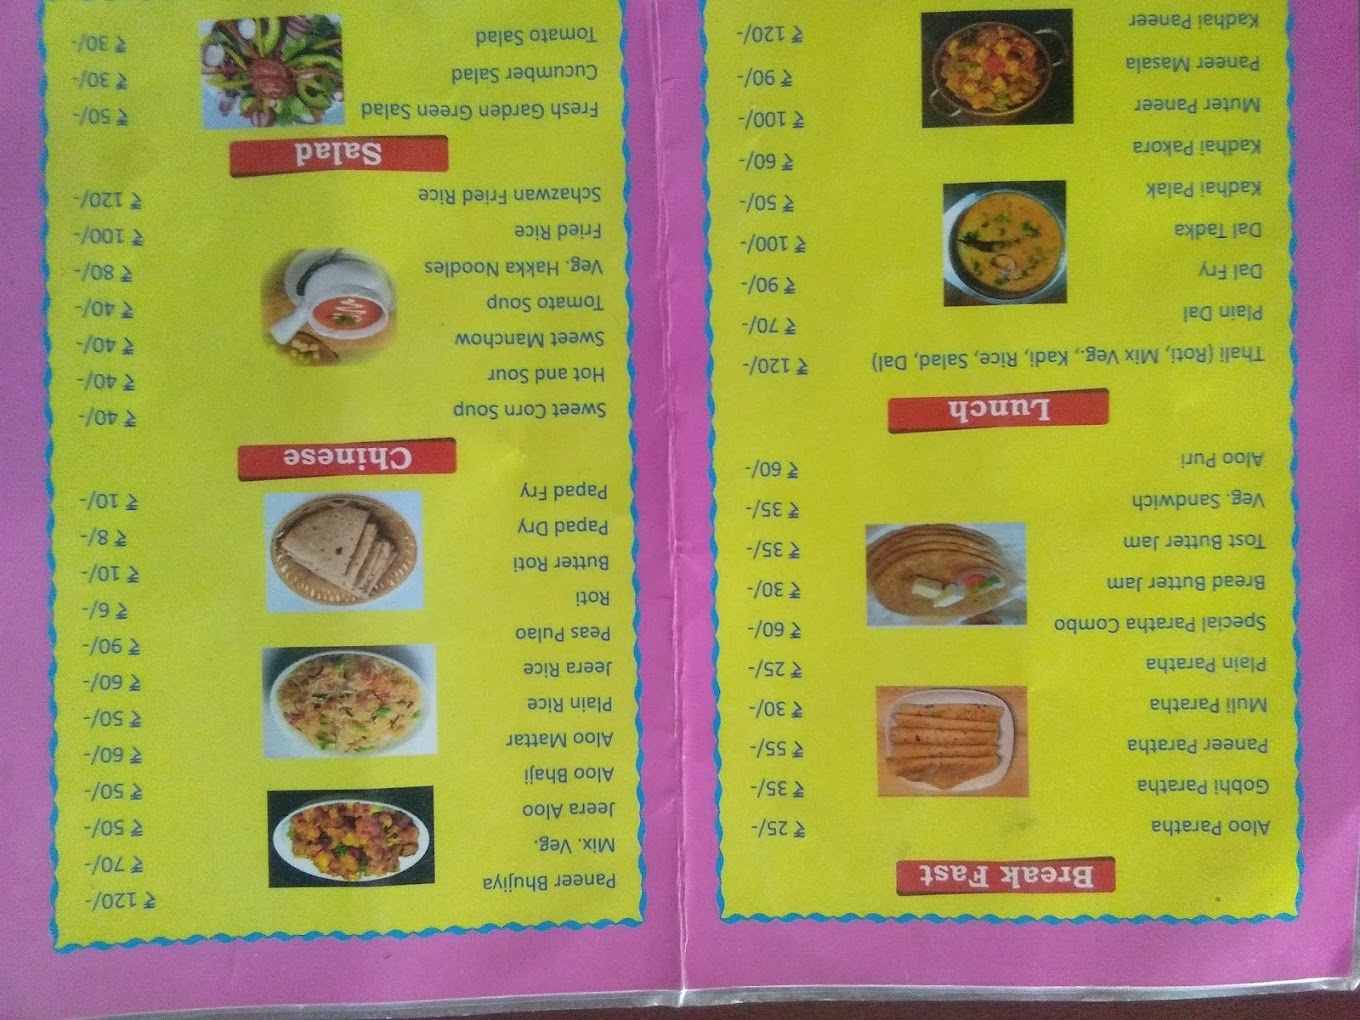 Break Fast
Aloo Paratha ₹ 25/-
Gobhi Paratha ₹ 35/-
Paneer Paratha ₹ 55/-
Muli Paratha ₹ 30/-
Plain Paratha ₹ 25/-
Special Paratha Combo ₹ 60/-
Bread Butter Jam ₹ 30/-
Tost Butter Jam ₹ 35/-
Veg. Sandwich ₹ 35/-
Aloo Puri ₹ 60/-
Lunch
Thali (Roti, Mix Veg., Kadi, Rice, Salad, Dal) ₹ 120/-
Plain Dal ₹ 70/-
Dal Fry ₹ 90/-
Dal Tadka ₹ 100/-
Kadhai Palak ₹ 50/-
Kadhai Pakora ₹ 60/-
Muter Paneer ₹ 100/-
Paneer Masala ₹ 90/-
Kadhai Paneer ₹ 120/-
Paneer Bhujiya ₹ 120/-
Mix. Veg. ₹ 70/-
Jeera Aloo ₹ 50/-
Aloo Bhaji ₹ 50/-
Aloo Mattar ₹ 60/-
Plain Rice ₹ 50/-
Jeera Rice ₹ 60/-
Peas Pulao ₹ 90/-
Roti ₹ 6/-
Butter Roti ₹ 10/-
Papad Dry ₹ 8/-
Papad Fry ₹ 10/-
Chinese
Sweet Corn Soup ₹ 40/-
Hot and Sour ₹ 40/-
Sweet Manchow ₹ 40/-
Tomato Soup ₹ 40/-
Veg. Hakka Noodles ₹ 80/-
Fried Rice ₹ 100/-
Schazwan Fried Rice ₹ 120/-
Salad
Fresh Garden Green Salad ₹ 50/-
Cucumber Salad ₹ 30/-
Tomato Salad ₹ 30/-